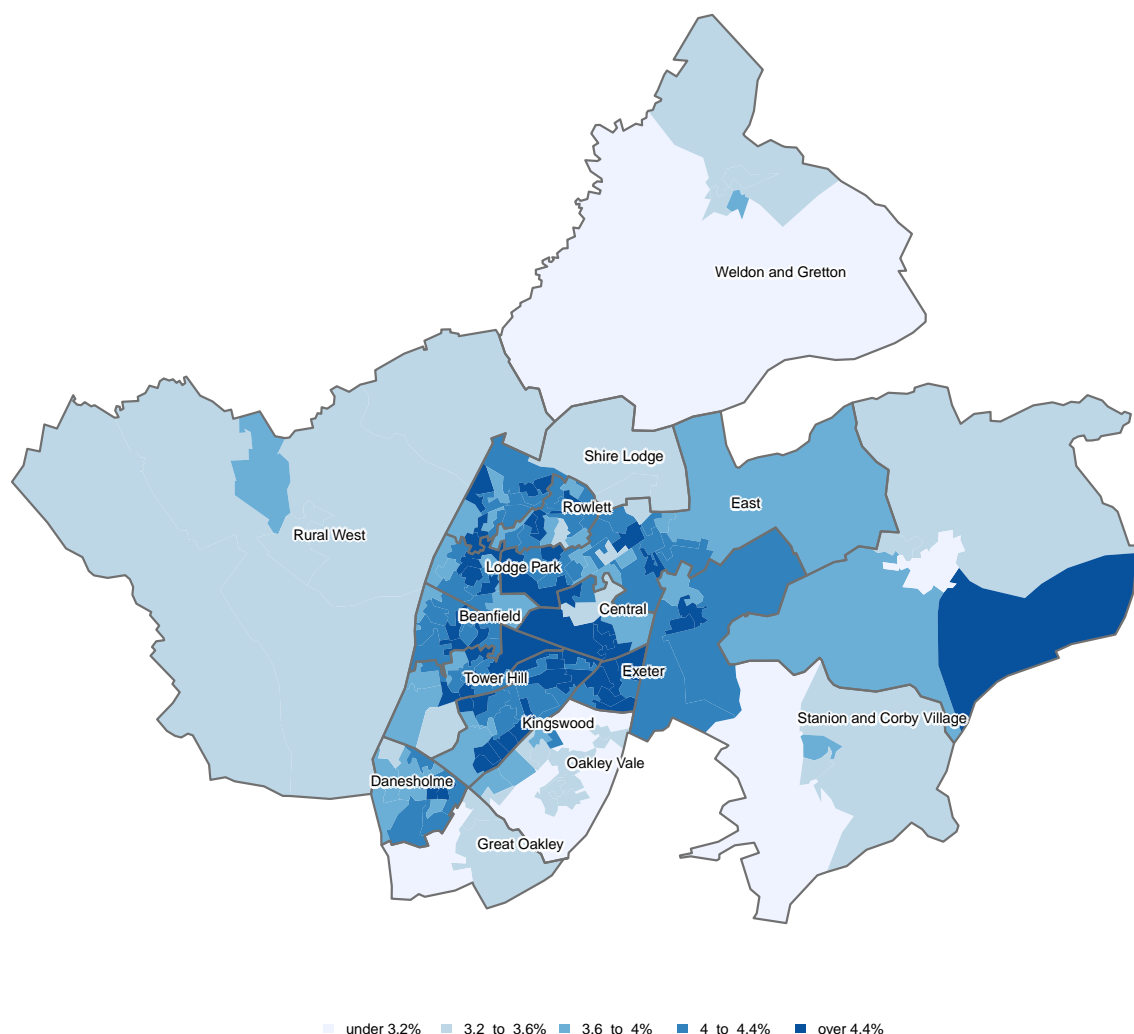 Weldon and Gretton
Shire Lodge
East
Rowlett
Rural West
Lodge Park
Central
Beanfield
Exeter
Tower Hill
Stanion and Corby Village
Kingswood
Oakley Vale
Danesholme
Great Oakley
under 3.2% 3.2 to 3.6% 3.6 to 4% 4 to 4.4% over 4.4%